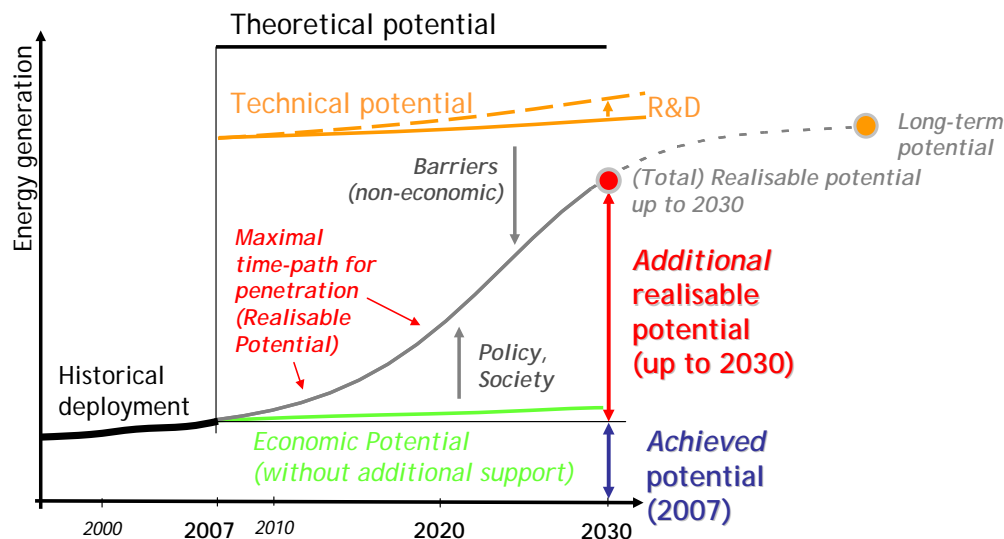 Theoretical potential
Energy generation
Technical potential
R&D
Long-term
potential
Barriers
(non-economic)
(Total) Realisable potential
up to 2030
Maximal
time-path for
penetration
(Realisable
Potential)
Additional
realisable
potential
(up to 2030)
Policy,
Society
Historical
deployment
Economic Potential
(without additional support)
Achieved
potential
(2007)
2000
2007
2010
2020
2030